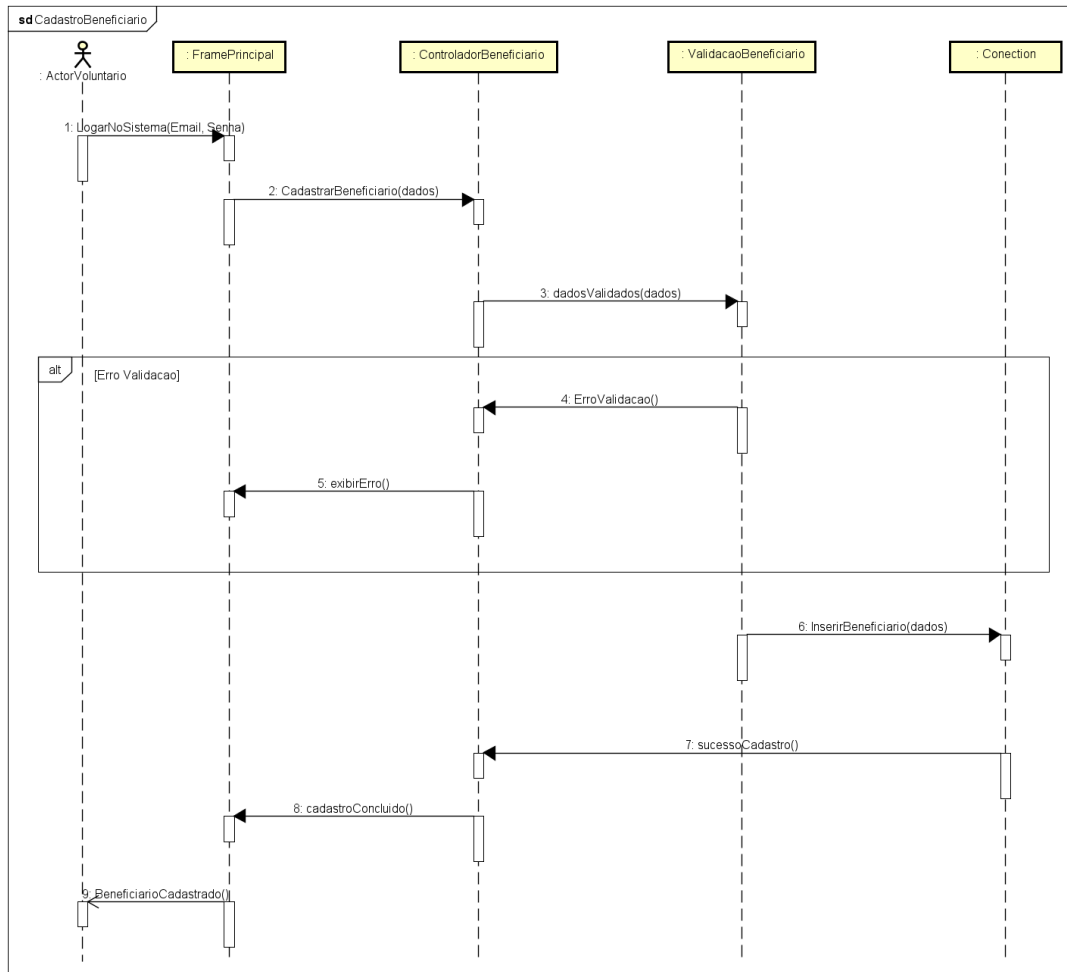 sd CadastroBeneficiario
: ActorVoluntario
: FramePrincipal
: ControladorBeneficiario
: ValidacaoBeneficiario
: Conection
1: LogarNoSistema(Email, Senha)
2: CadastrarBeneficiario(dados)
3: dadosValidados(dados)
alt
[Erro Validacao]
4: ErroValidacao()
5: exibirErro()
6: InserirBeneficiario(dados)
7: sucessoCadastro()
8: cadastroConcluido()
9: BeneficiarioCadastrado()